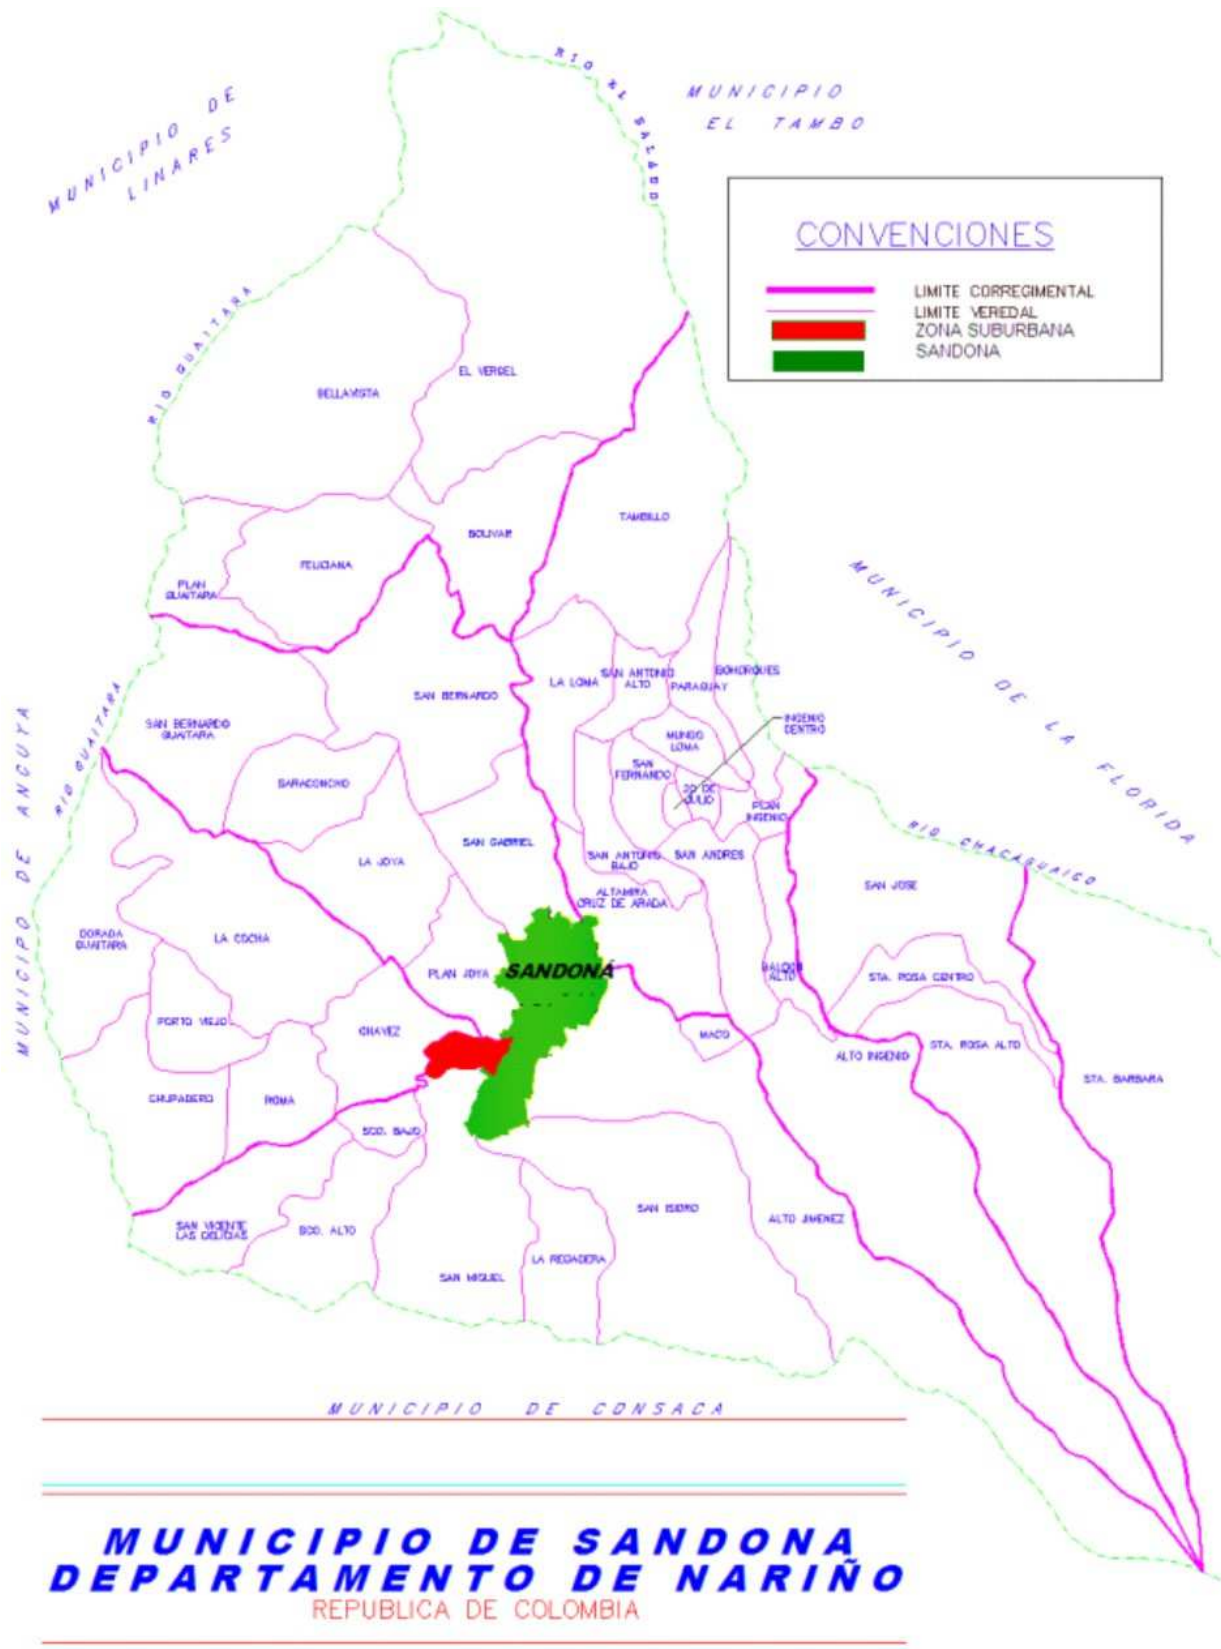 RIO EL SALADO
MUNICIPIO
EL TAMBO
MUNICIPIO DE
LINARES
CONVENCIONES
LIMITE CORREGIMENTAL
LIMITE VEREDAL
ZONA SUBURBANA
SANDONA
RIO GUAITARA
EL VERGEL
BELLAVISTA
TAMBILLO
BOLIVAR
FELICIANA
PLAN
GUAITARA
MUNICIPIO DE LA FLORIDA
LA LOMA
SAN ANTONIO
ALTO
PARAGUAY
BOHORQUES
SAN BERNARDO
SAN BERNARDO
GUAITARA
RIO GUAITARA
MUNICIPO DE ANCUYA
INGENIO
CENTRO
MUNDO
LOMA
SAN
FERNANDO
20 DE
JULIO
PLAN
INGENIO
SARACONCHO
RIO CHACAGUAICO
SAN GABRIEL
LA JOYA
SAN ANTONIO
BAJO
SAN ANDRES
SAN JOSE
ALTAMIRA
CRUZ DE ARADA
DORADA
GUAITARA
LA COCHA
PLAN JOYA
SANDONÁ
SALCON
ALTO
STA. ROSA CENTRO
PORTO VIEJO
CHAVEZ
MACO
ALTO INGENIO
STA. ROSA ALTO
STA. BARBARA
CHUPADERO
ROMA
SCO. BAJO
SAN VICENTE
LAS DELICIAS
SCO. ALTO
SAN ISIDRO
ALTO JIMENEZ
LA REGADERA
SAN MIGUEL
MUNICIPIO DE CONSACA
MUNICIPIO DE SANDONA
DEPARTAMENTO DE NARIÑO
REPUBLICA DE COLOMBIA